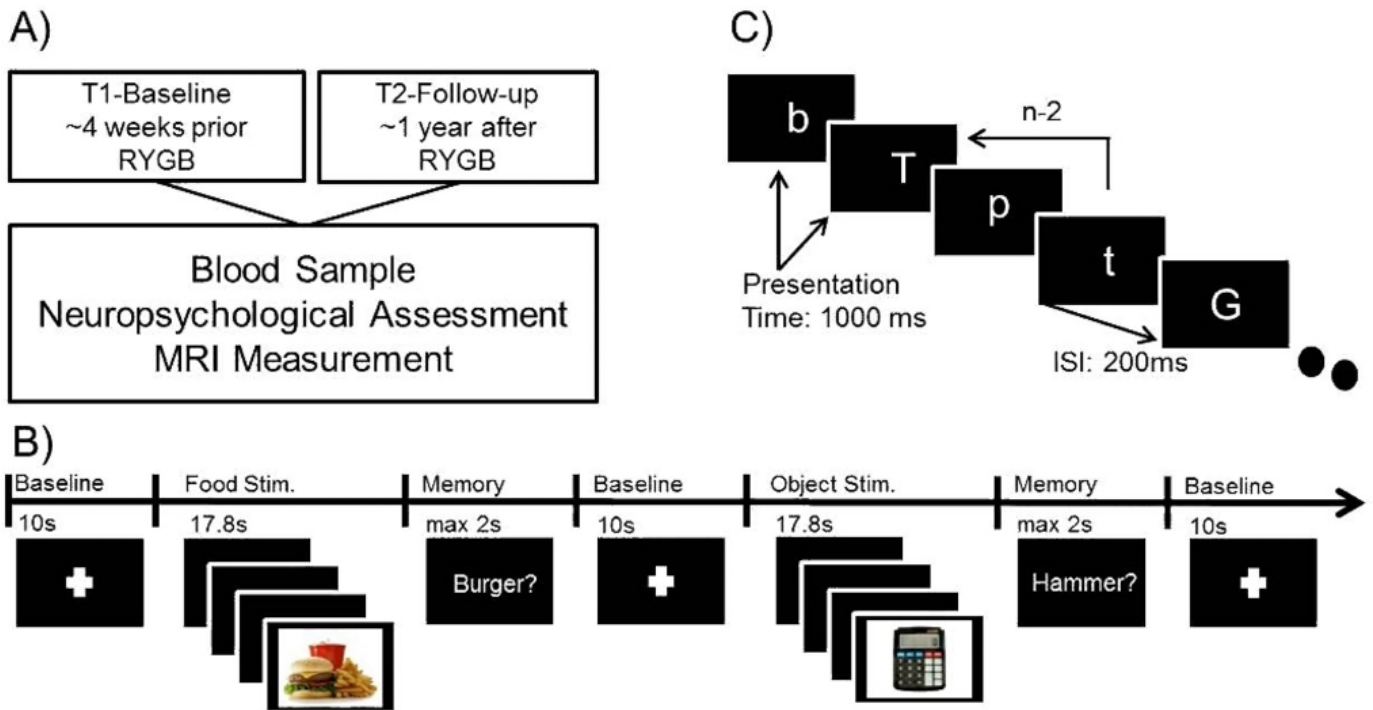 A)
T1-Baseline
~4 weeks prior
RYGB
T2-Follow-up
~1 year after
RYGB
Blood Sample
Neuropsychological Assessment
MRI Measurement
C)
b
T
p
t
G
n-2
Presentation
Time: 1000 ms
ISI: 200ms
B)
Baseline
Food Stim.
Memory
Baseline
Object Stim.
Memory
Baseline
10s
17.8s
max 2s
10s
17.8s
max 2s
10s
Burger?
Hammer?